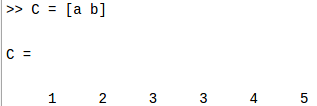 >> C = [a b]
C =
1 2 3 3 4 5